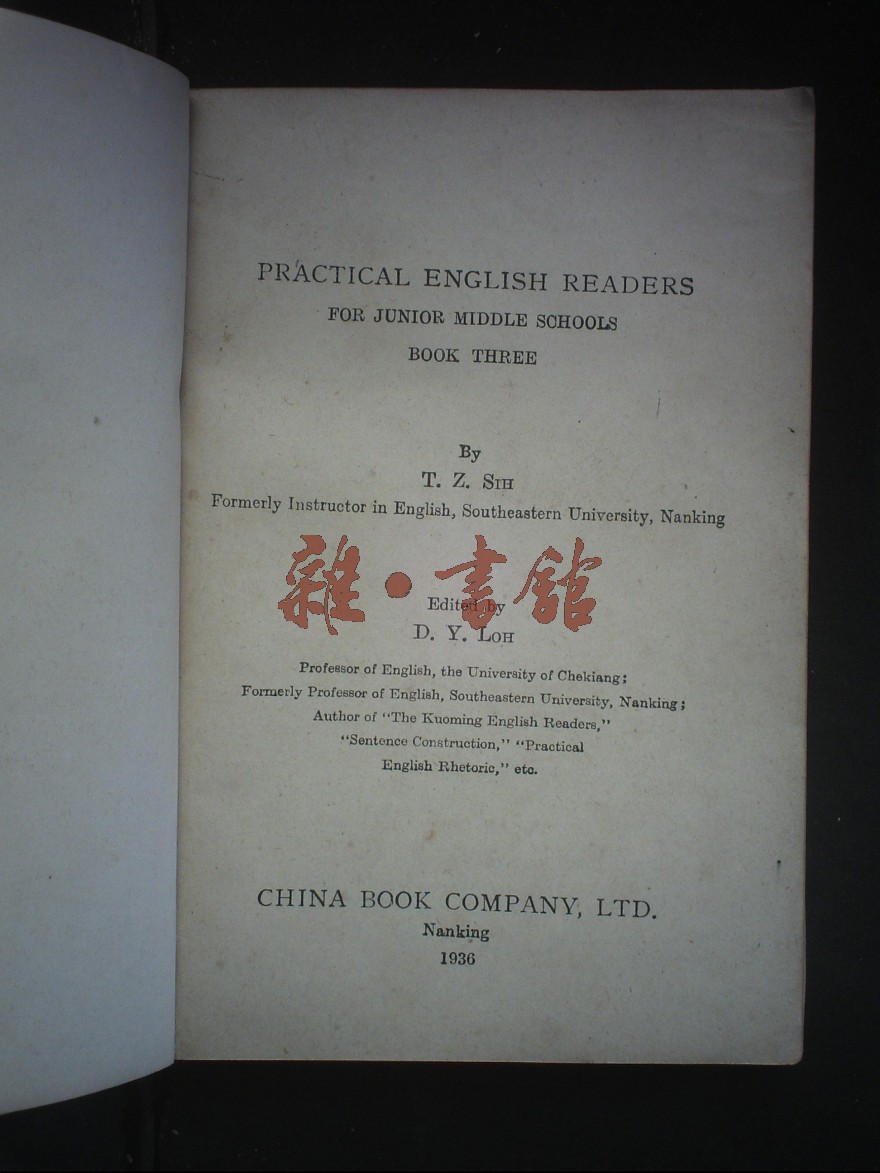 PRACTICAL ENGLISH READERS
FOR JUNIOR MIDDLE SCHOOLS
BOOK THREE
By
T. Z. SIH
Formerly Instructor in English, Southeastern University, Nanking
雜·書館
Edited by
D. Y. LOH
Professor of English, the University of Chekiang;
Formerly Professor of English, Southeastern University, Nanking;
Author of "The Kuoming English Readers,"
"Sentence Construction," "Practical
English Rhetoric," etc.
CHINA BOOK COMPANY, LTD.
Nanking
1936